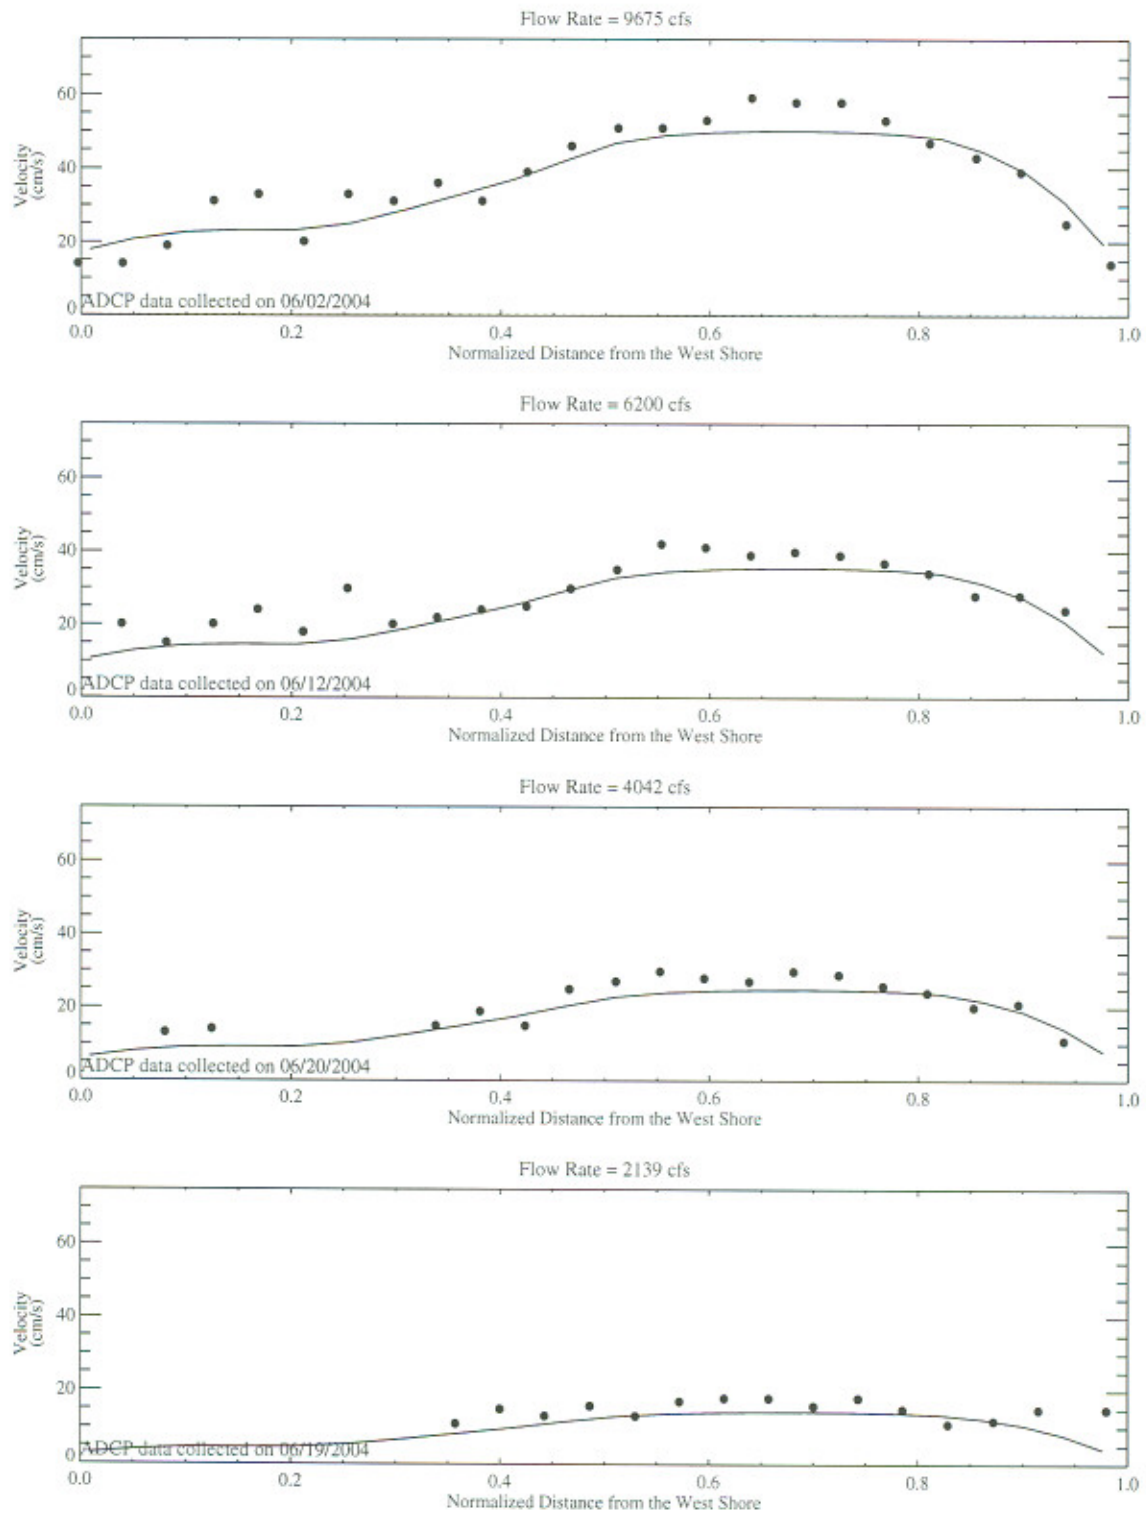 Flow Rate = 9675 cfs
Velocity
(cm/s)
60
40
20
0
ADCP data collected on 06/02/2004
0.0 0.2 0.4 0.6 0.8 1.0
Normalized Distance from the West Shore
Flow Rate = 6200 cfs
Velocity
(cm/s)
60
40
20
0
ADCP data collected on 06/12/2004
0.0 0.2 0.4 0.6 0.8 1.0
Normalized Distance from the West Shore
Flow Rate = 4042 cfs
Velocity
(cm/s)
60
40
20
0
ADCP data collected on 06/20/2004
0.0 0.2 0.4 0.6 0.8 1.0
Normalized Distance from the West Shore
Flow Rate = 2139 cfs
Velocity
(cm/s)
60
40
20
0
ADCP data collected on 06/19/2004
0.0 0.2 0.4 0.6 0.8 1.0
Normalized Distance from the West Shore